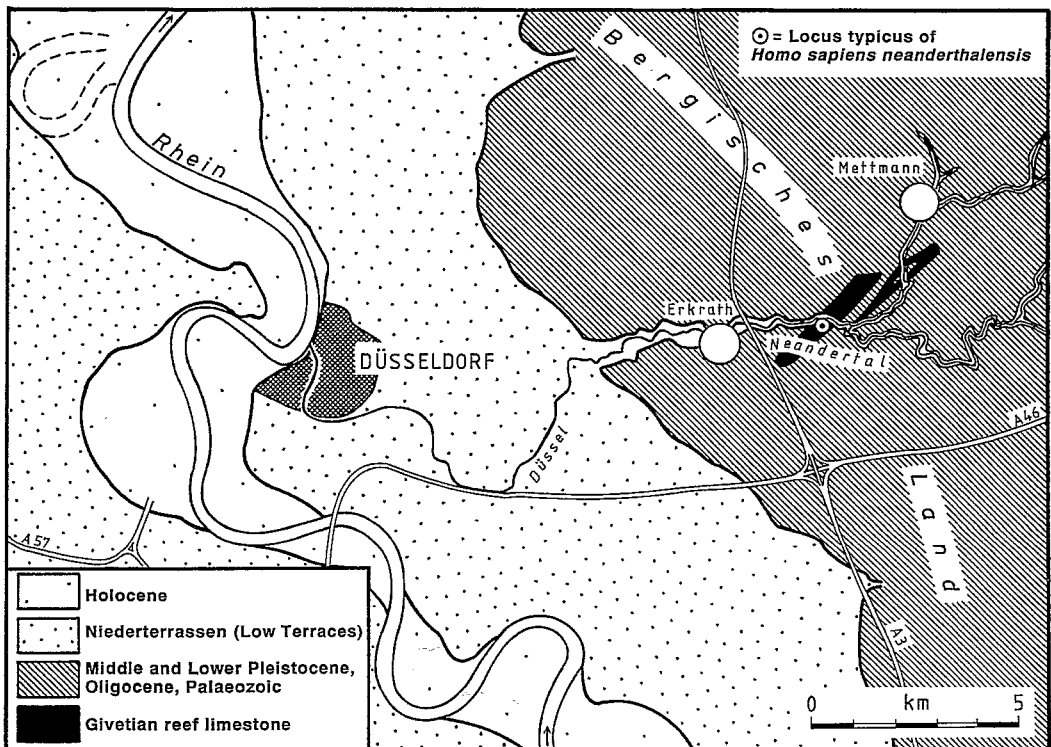 ⊙ = Locus typicus of
Homo sapiens neanderthalensis
Bergisches
Rhein
Mettmann
Erkrath
Neandertal
DÜSSELDORF
A46
Düssel
Land
A57
A3
Holocene
Niederterrassen (Low Terraces)
Middle and Lower Pleistocene,
Oligocene, Palaeozoic
Givetian reef limestone
0 km 5